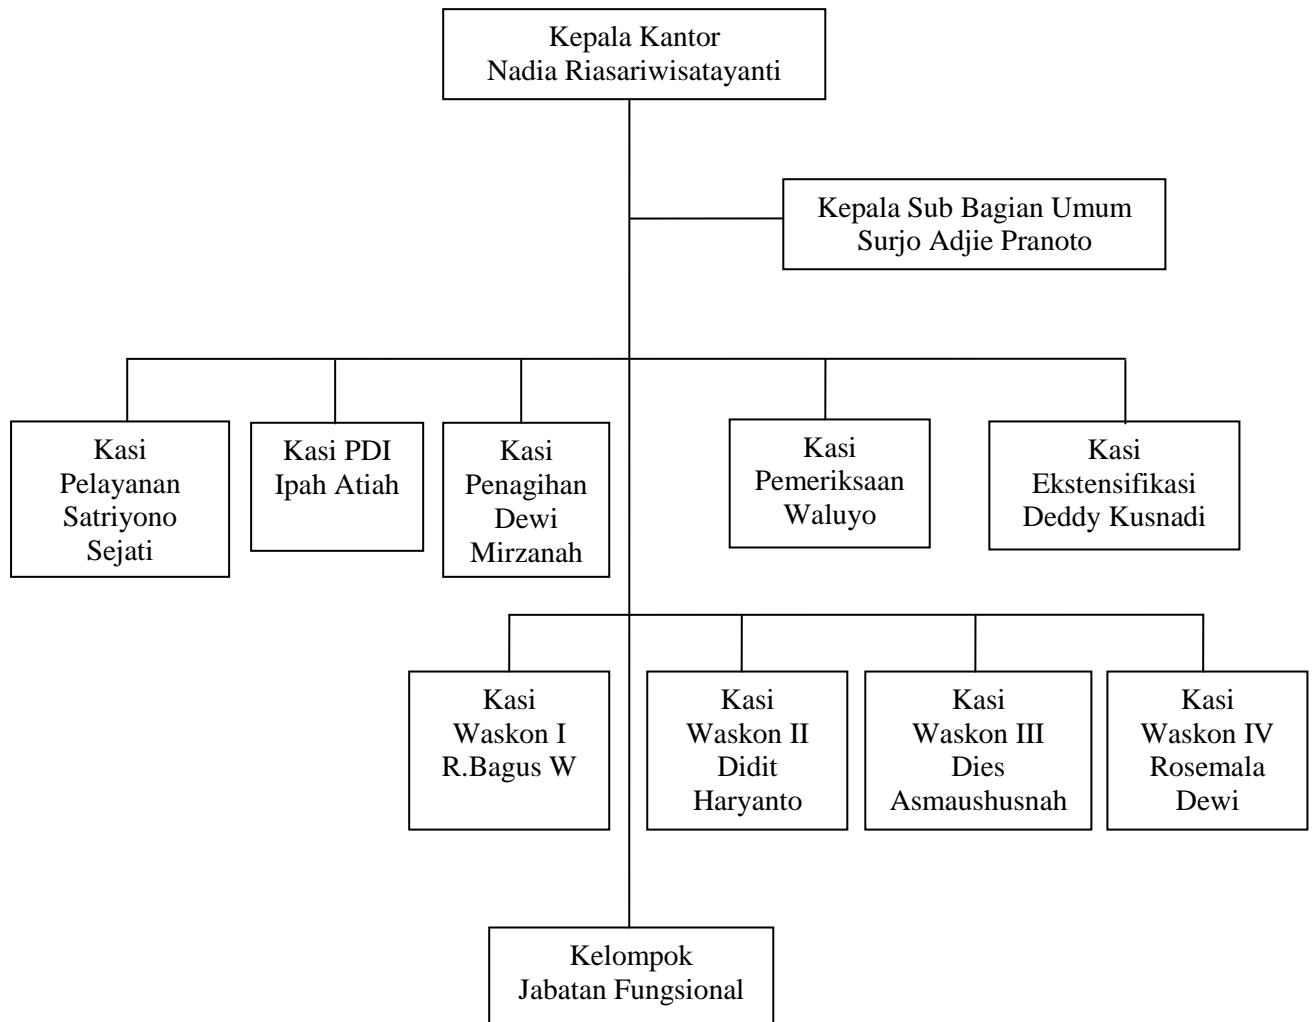 Kepala Kantor
Nadia Riasariwisatayanti
Kepala Sub Bagian Umum
Surjo Adjie Pranoto
Kasi
Pelayanan
Satriyono
Sejati
Kasi PDI
Ipah Atiah
Kasi
Penagihan
Dewi
Mirzanah
Kasi
Pemeriksaan
Waluyo
Kasi
Ekstensifikasi
Deddy Kusnadi
Kasi
Waskon I
R.Bagus W
Kasi
Waskon II
Didit
Haryanto
Kasi
Waskon III
Dies
Asmaushusnah
Kasi
Waskon IV
Rosemala
Dewi
Kelompok
Jabatan Fungsional